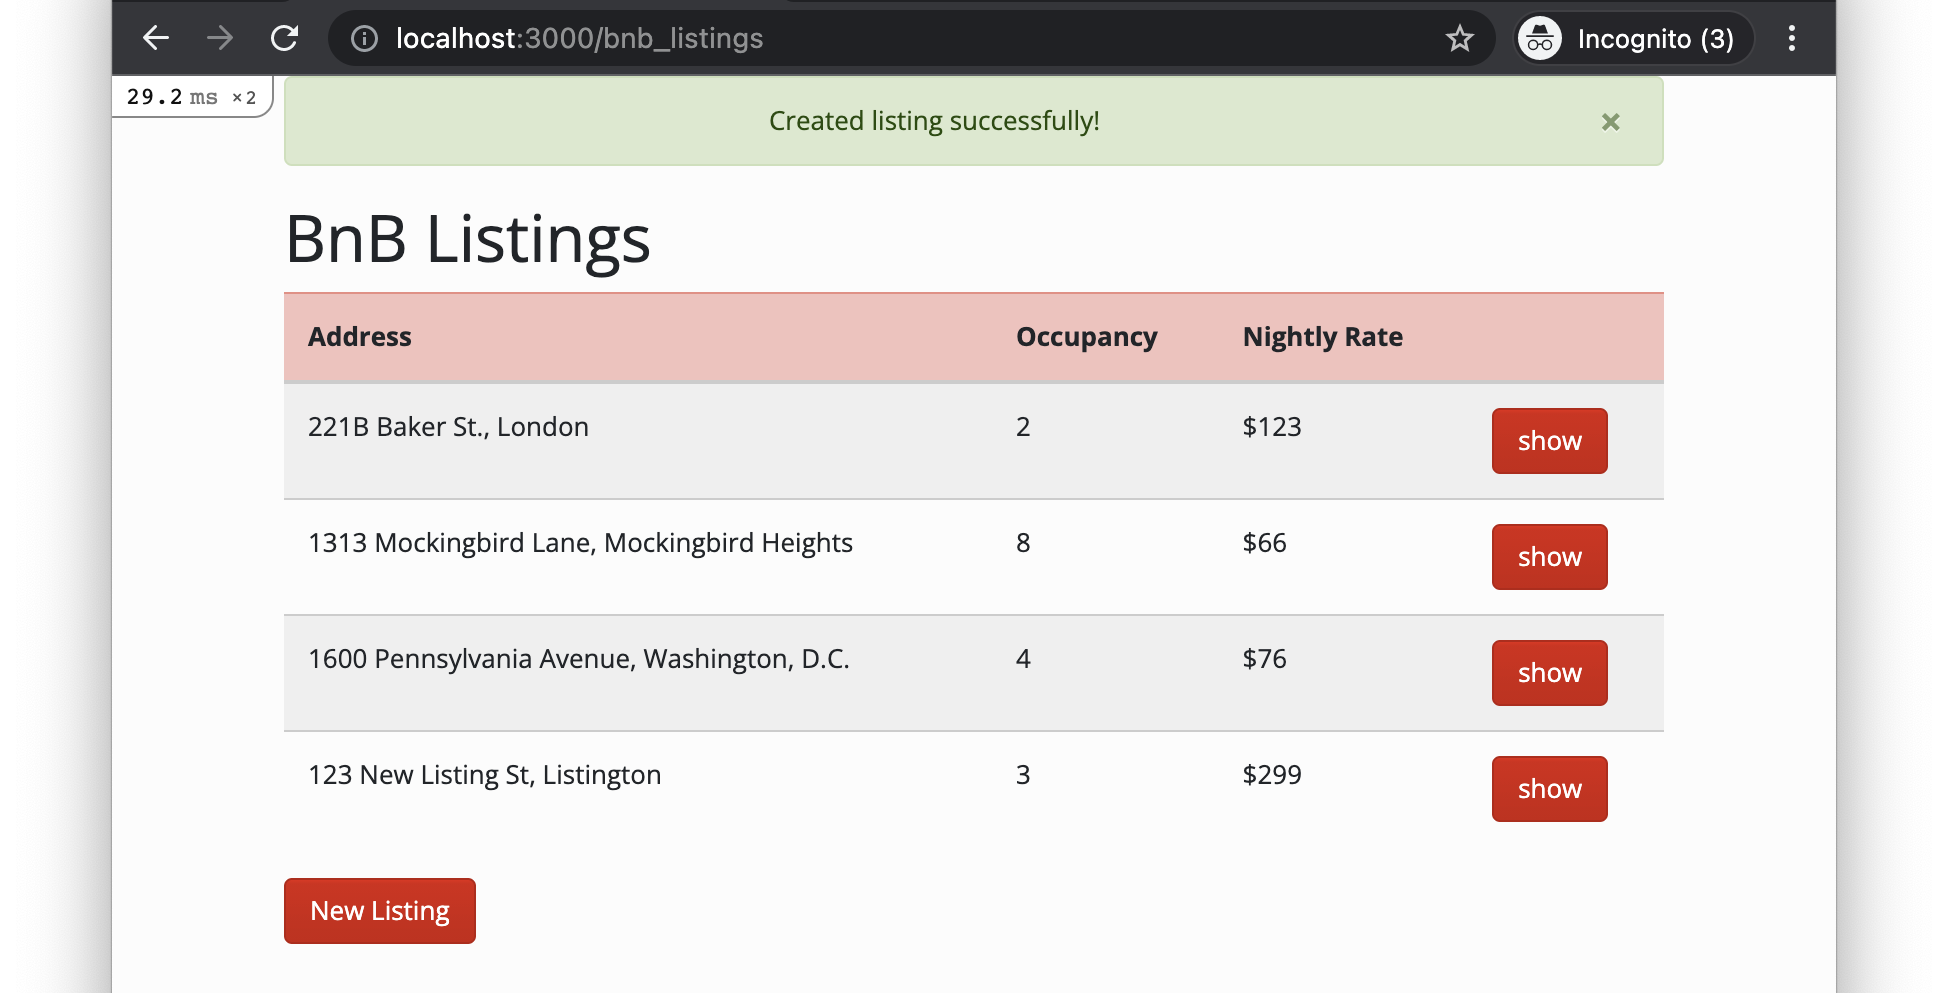 localhost:3000/bnb_listings
Incognito (3)
29.2 ms ×2
Created listing successfully! ×
BnB Listings
Address Occupancy Nightly Rate
221B Baker St., London 2 $123 show
1313 Mockingbird Lane, Mockingbird Heights 8 $66 show
1600 Pennsylvania Avenue, Washington, D.C. 4 $76 show
123 New Listing St, Listington 3 $299 show
New Listing